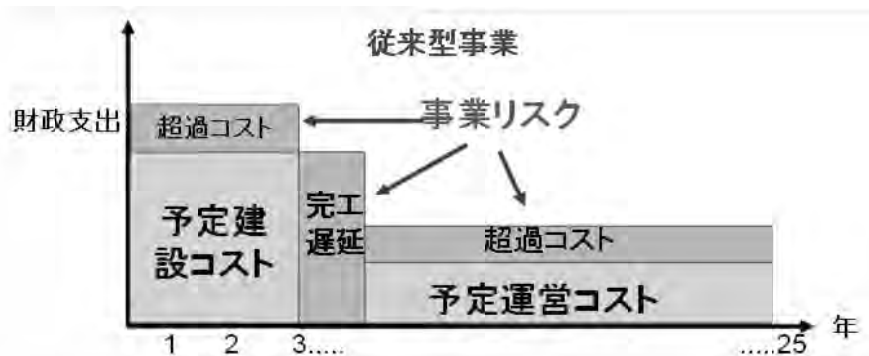 従来型事業
財政支出
超過コスト
事業リスク
予定建
設コスト
完工
遅延
超過コスト
予定運営コスト
年
1 2 3..... .....25